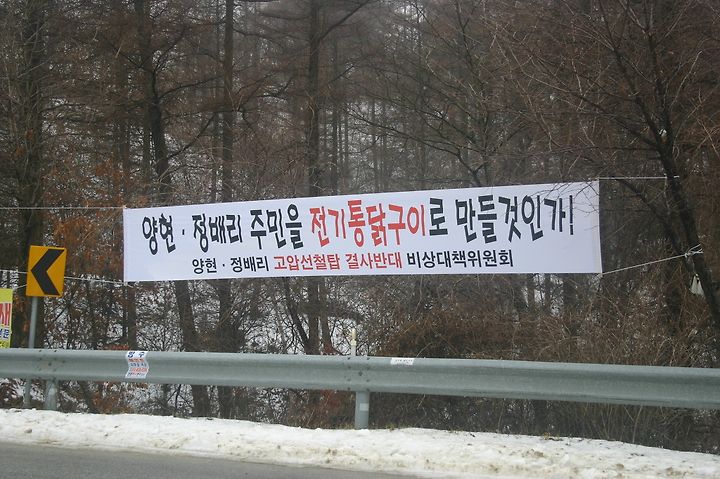 양현 · 정배리 주민을 전기통닭구이로 만들것인가!
양현 · 정배리 고압선철탑 결사반대 비상대책위원회